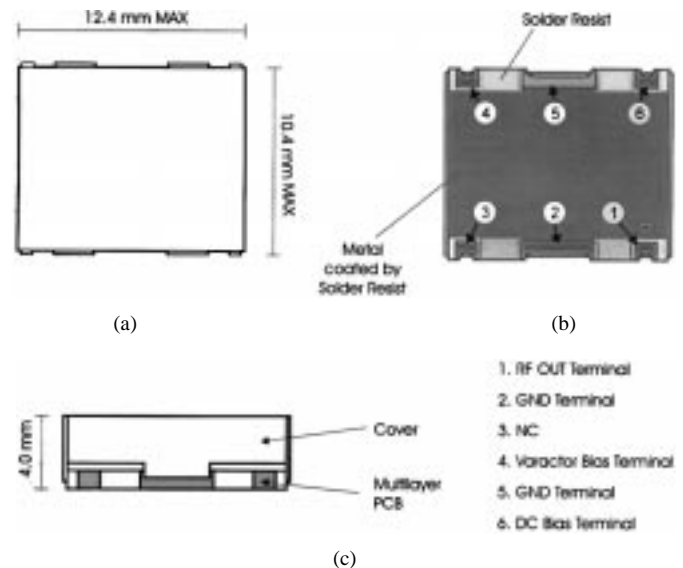 12.4 mm MAX
10.4 mm MAX
(a)
Solder Resist
4
5
6
3
2
1
Metal
coated by
Solder Resist
(b)
4.0 mm
Cover
Multilayer
PCB
1. RF OUT Terminal
2. GND Terminal
3. NC
4. Varactor Bias Terminal
5. GND Terminal
6. DC Bias Terminal
(c)